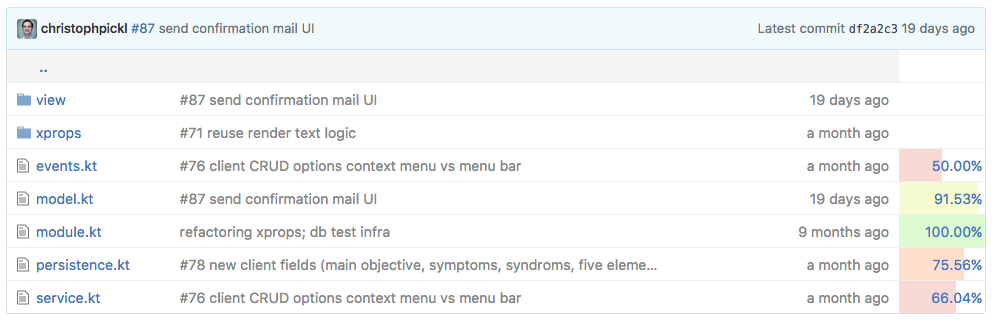 christophpickl #87 send confirmation mail UI Latest commit df2a2c3 19 days ago
..
view #87 send confirmation mail UI 19 days ago
xprops #71 reuse render text logic a month ago
events.kt #76 client CRUD options context menu vs menu bar a month ago 50.00%
model.kt #87 send confirmation mail UI 19 days ago 91.53%
module.kt refactoring xprops; db test infra 9 months ago 100.00%
persistence.kt #78 new client fields (main objective, symptoms, syndroms, five eleme... a month ago 75.56%
service.kt #76 client CRUD options context menu vs menu bar a month ago 66.04%